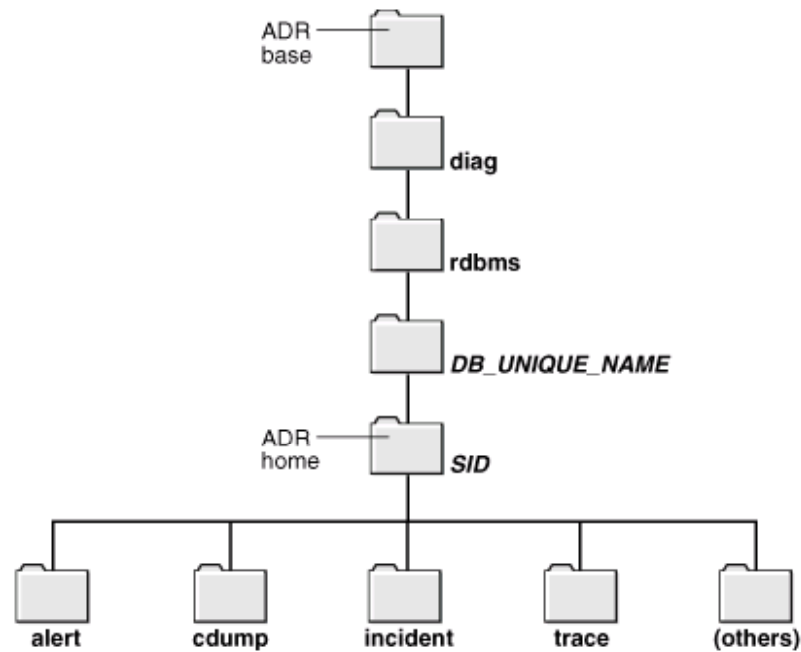 ADR
base
diag
rdbms
DB_UNIQUE_NAME
ADR
home
SID
alert
cdump
incident
trace
(others)